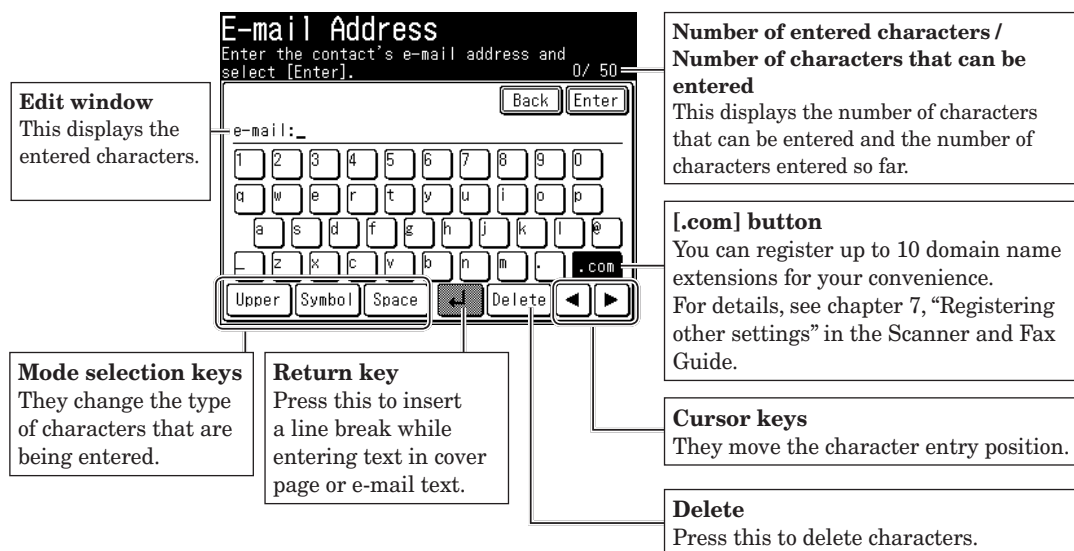 E-mail Address
Enter the contact's e-mail address and
select [Enter]. 0/ 50
Back Enter
e-mail:_
1 2 3 4 5 6 7 8 9 0
q w e r t y u i o p
a s d f g h j k l @
_ z x c v b n m . .com
Upper Symbol Space ↵ Delete ◀ ▶
Edit window
This displays the
entered characters.
Number of entered characters /
Number of characters that can be
entered
This displays the number of characters
that can be entered and the number of
characters entered so far.
[.com] button
You can register up to 10 domain name
extensions for your convenience.
For details, see chapter 7, “Registering
other settings” in the Scanner and Fax
Guide.
Mode selection keys
They change the type
of characters that are
being entered.
Return key
Press this to insert
a line break while
entering text in cover
page or e-mail text.
Cursor keys
They move the character entry position.
Delete
Press this to delete characters.